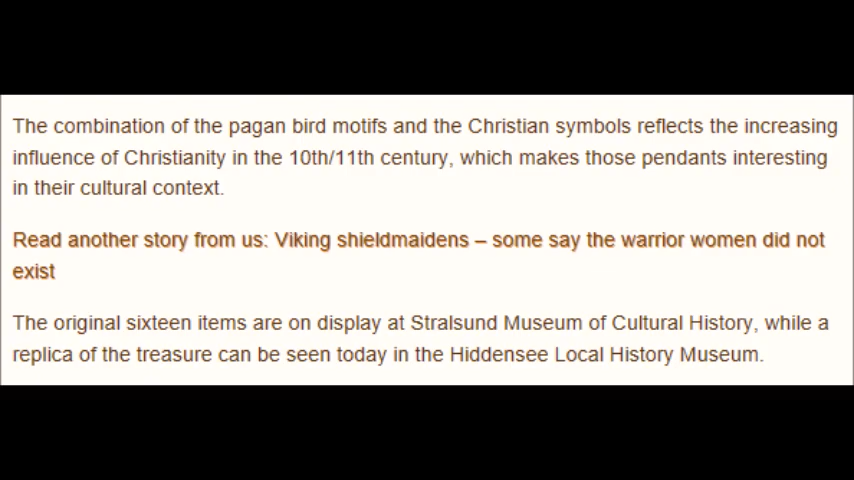 The combination of the pagan bird motifs and the Christian symbols reflects the increasing
influence of Christianity in the 10th/11th century, which makes those pendants interesting
in their cultural context.
Read another story from us: Viking shieldmaidens – some say the warrior women did not
exist
The original sixteen items are on display at Stralsund Museum of Cultural History, while a
replica of the treasure can be seen today in the Hiddensee Local History Museum.